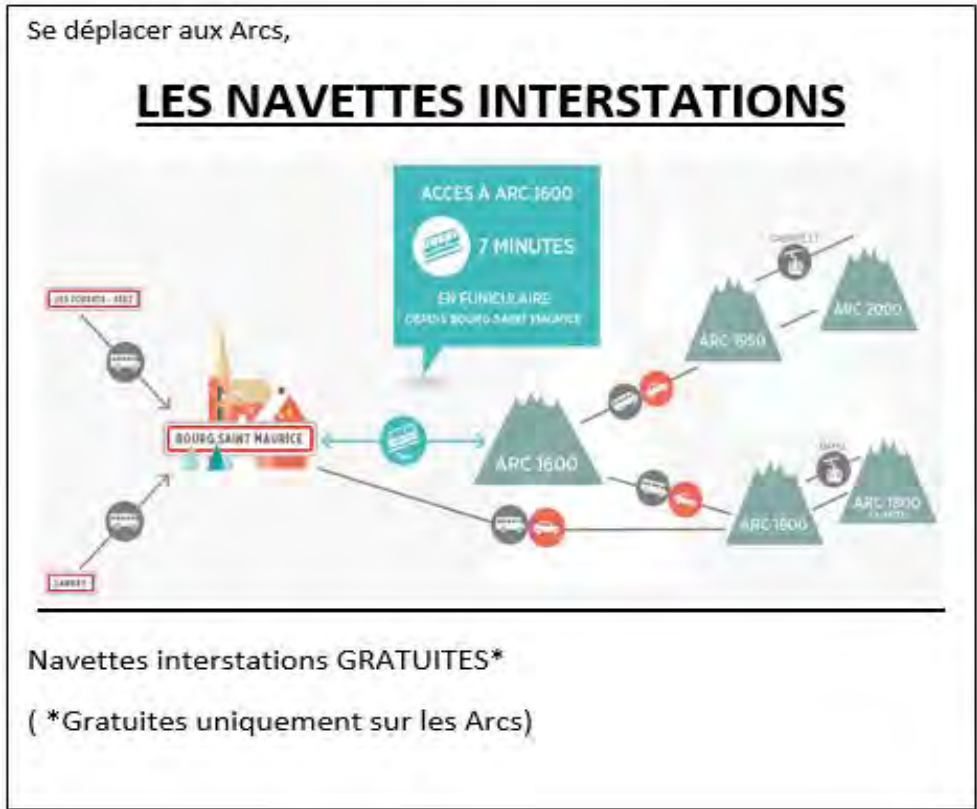 Se déplacer aux Arcs,
LES NAVETTES INTERSTATIONS
ACCES À ARC 1600
7 MINUTES
EN FUNICULAIRE
DEPUIS BOURG SAINT MAURICE
ARC 1950
ARC 2000
BOURG SAINT MAURICE
ARC 1600
ARC 1800
ARC 1800
LANDRY
Navettes interstations GRATUITES*
( *Gratuites uniquement sur les Arcs)